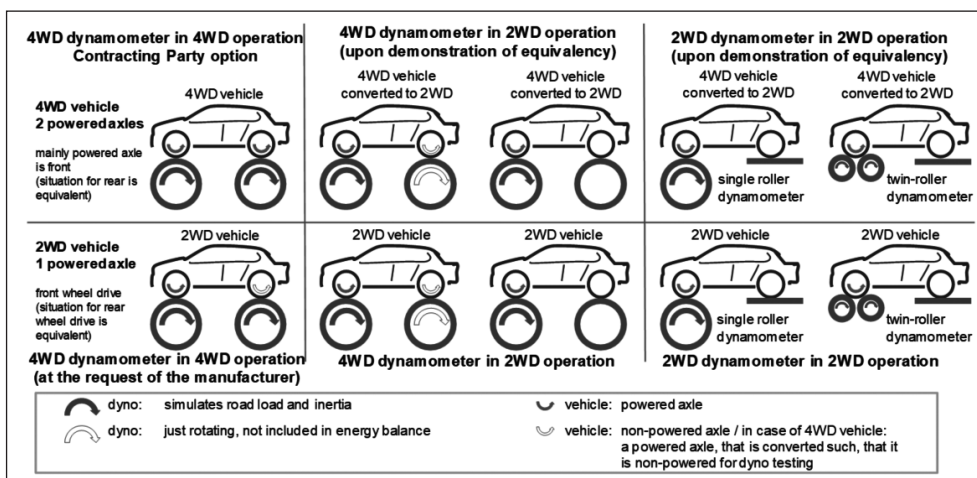 4WD dynamometer in 4WD operation
Contracting Party option
4WD dynamometer in 2WD operation
(upon demonstration of equivalency)
2WD dynamometer in 2WD operation
(upon demonstration of equivalency)
4WD vehicle
2 powered axles
mainly powered axle
is front
(situation for rear is
equivalent)
4WD vehicle
4WD vehicle
converted to 2WD
4WD vehicle
converted to 2WD
4WD vehicle
converted to 2WD
4WD vehicle
converted to 2WD
single roller
dynamometer
twin-roller
dynamometer
2WD vehicle
1 powered axle
front wheel drive
(situation for rear
wheel drive is
equivalent)
2WD vehicle
2WD vehicle
2WD vehicle
2WD vehicle
2WD vehicle
single roller
dynamometer
twin-roller
dynamometer
4WD dynamometer in 4WD operation
(at the request of the manufacturer)
4WD dynamometer in 2WD operation
2WD dynamometer in 2WD operation
dyno: simulates road load and inertia
dyno: just rotating, not included in energy balance
vehicle: powered axle
vehicle: non-powered axle / in case of 4WD vehicle:
a powered axle, that is converted such, that it
is non-powered for dyno testing